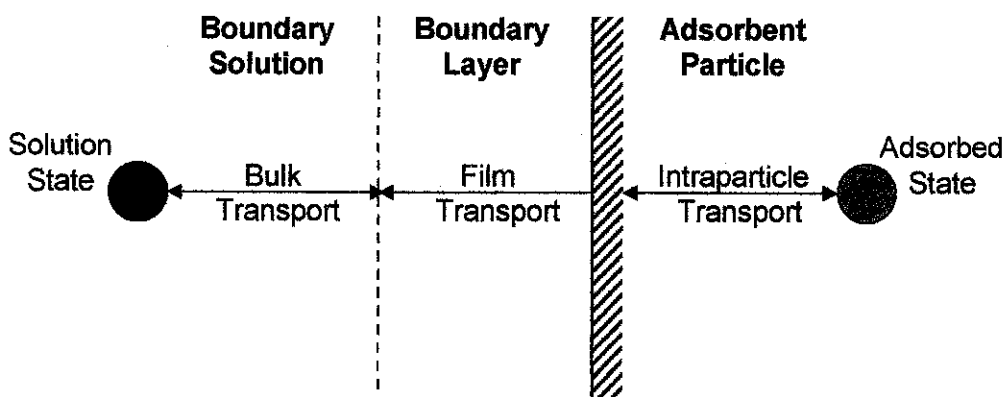 Boundary
Solution
Boundary
Layer
Adsorbent
Particle
Solution
State
Bulk
Transport
Film
Transport
Intraparticle
Transport
Adsorbed
State